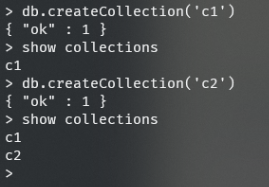 > db.createCollection('c1')
{ "ok" : 1 }
> show collections
c1
> db.createCollection('c2')
{ "ok" : 1 }
> show collections
c1
c2
>